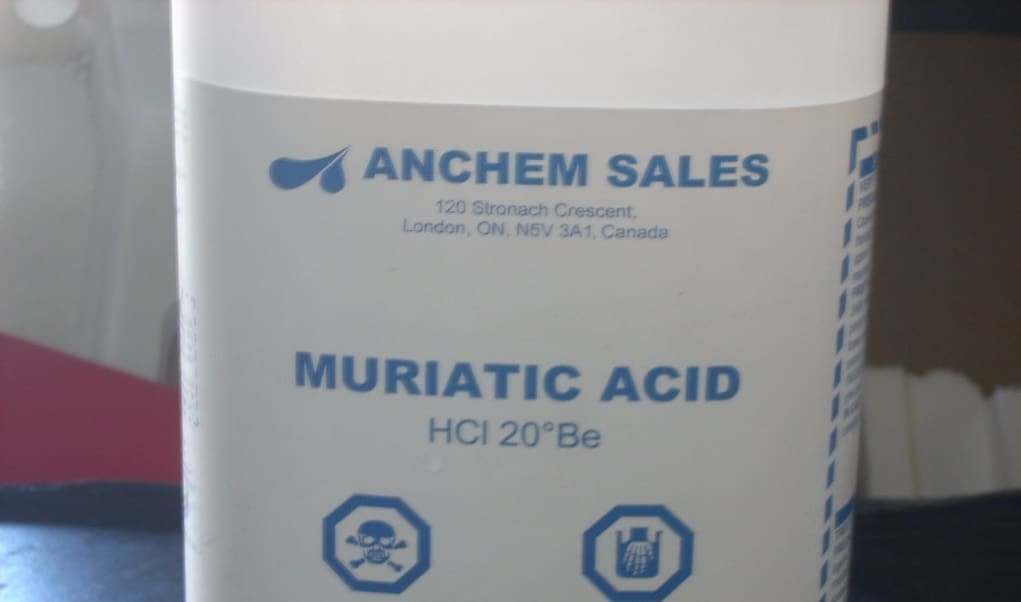 ANCHEM SALES
120 Stronach Crescent,
London, ON, N5V 3A1, Canada
MURIATIC ACID
HCl 20°Be